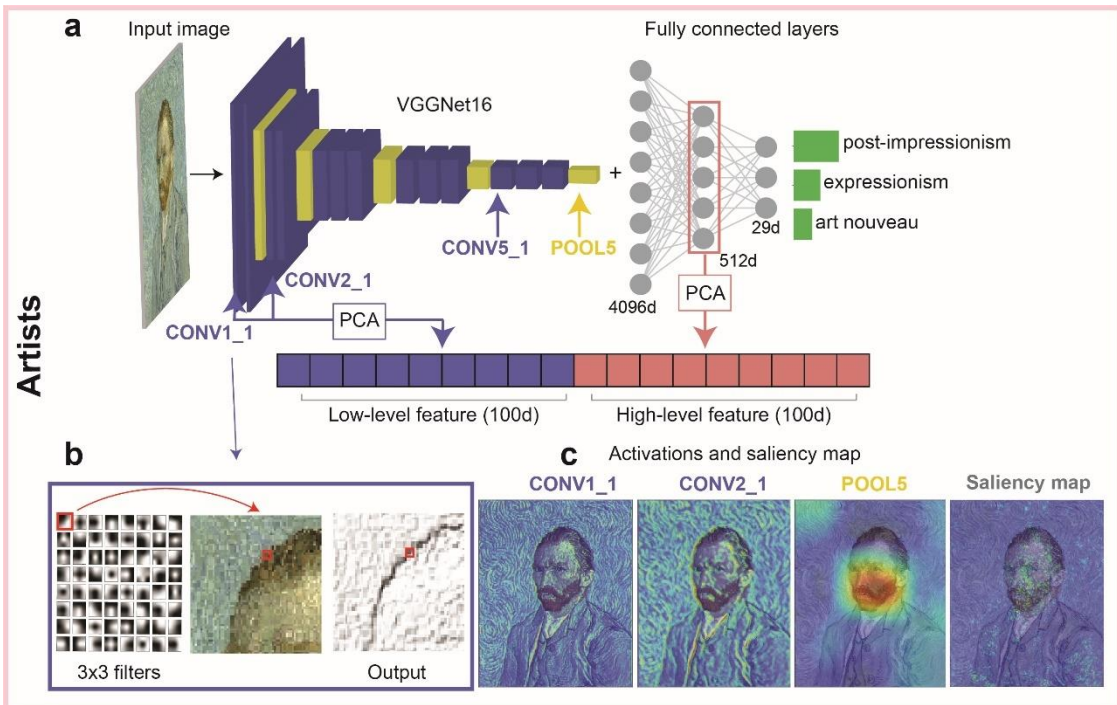 a
Input image
Fully connected layers
VGGNet16
+
post-impressionism
expressionism
art nouveau
29d
512d
4096d
CONV5_1
POOL5
CONV2_1
CONV1_1
PCA
PCA
Low-level feature (100d)
High-level feature (100d)
Artists
b
3x3 filters
Output
c
Activations and saliency map
CONV1_1
CONV2_1
POOL5
Saliency map